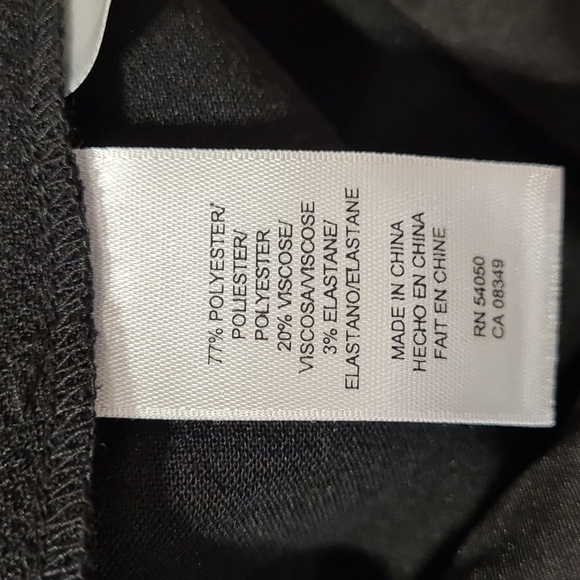 77% POLYESTER/
POLIESTER/
POLYESTER
20% VISCOSE/
VISCOSA/VISCOSE
3% ELASTANE/
ELASTANO/ELASTANE
MADE IN CHINA
HECHO EN CHINA
FAIT EN CHINE
RN 54050
CA 08349